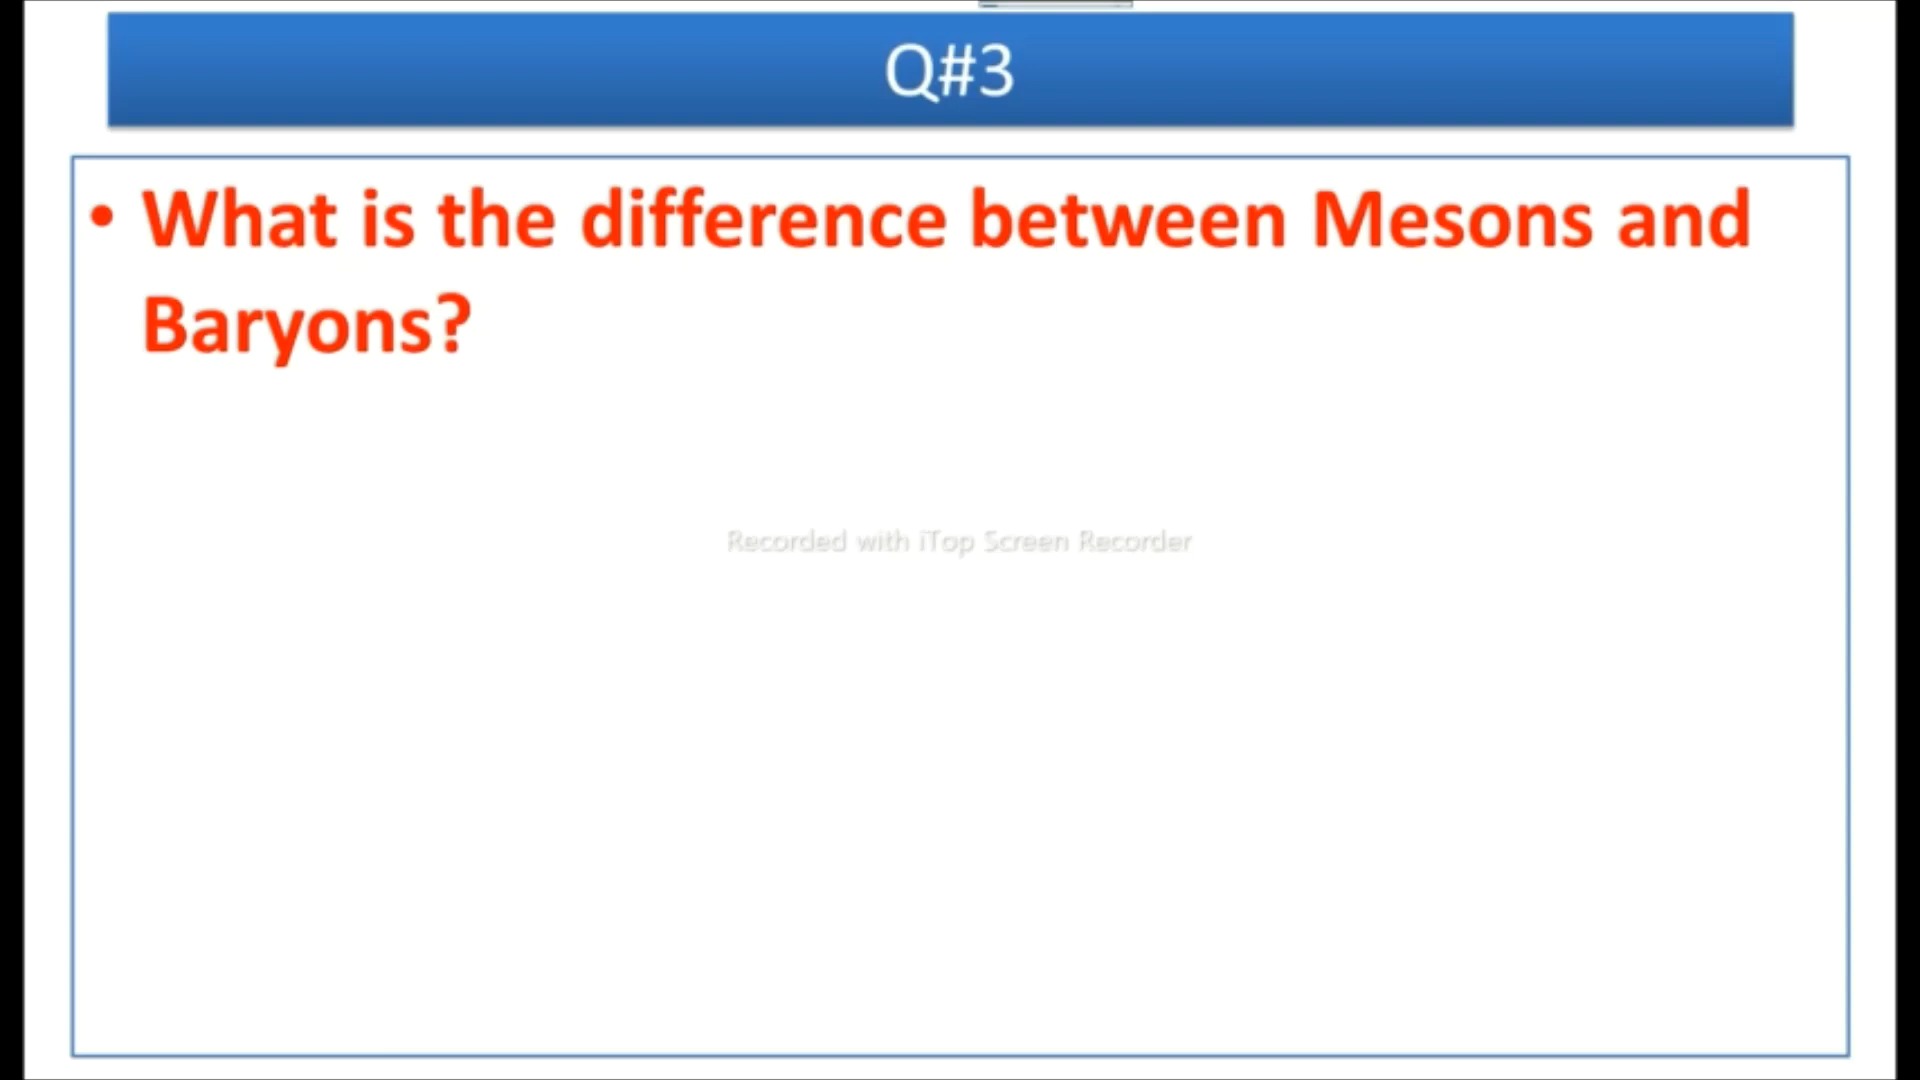 Q#3
• What is the difference between Mesons and
Baryons?
Recorded with iTop Screen Recorder